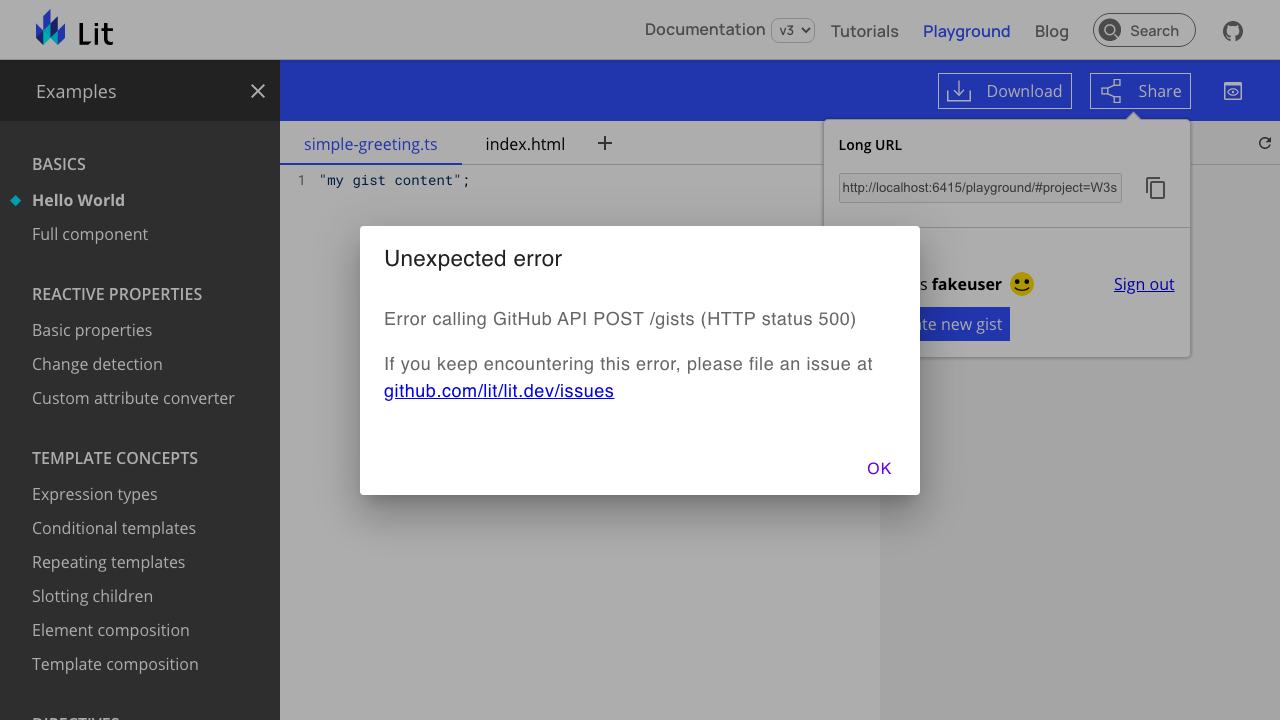 Lit
Documentation v3 Tutorials Playground Blog Search
Examples
Download Share
simple-greeting.ts index.html
Long URL
1 "my gist content";
http://localhost:6415/playground/#project=W3s
BASICS
Hello World
Full component
REACTIVE PROPERTIES
Basic properties
Change detection
Custom attribute converter
TEMPLATE CONCEPTS
Expression types
Conditional templates
Repeating templates
Slotting children
Element composition
Template composition
Unexpected error
Error calling GitHub API POST /gists (HTTP status 500)
If you keep encountering this error, please file an issue at
github.com/lit/lit.dev/issues
OK
fakeuser Sign out
new gist